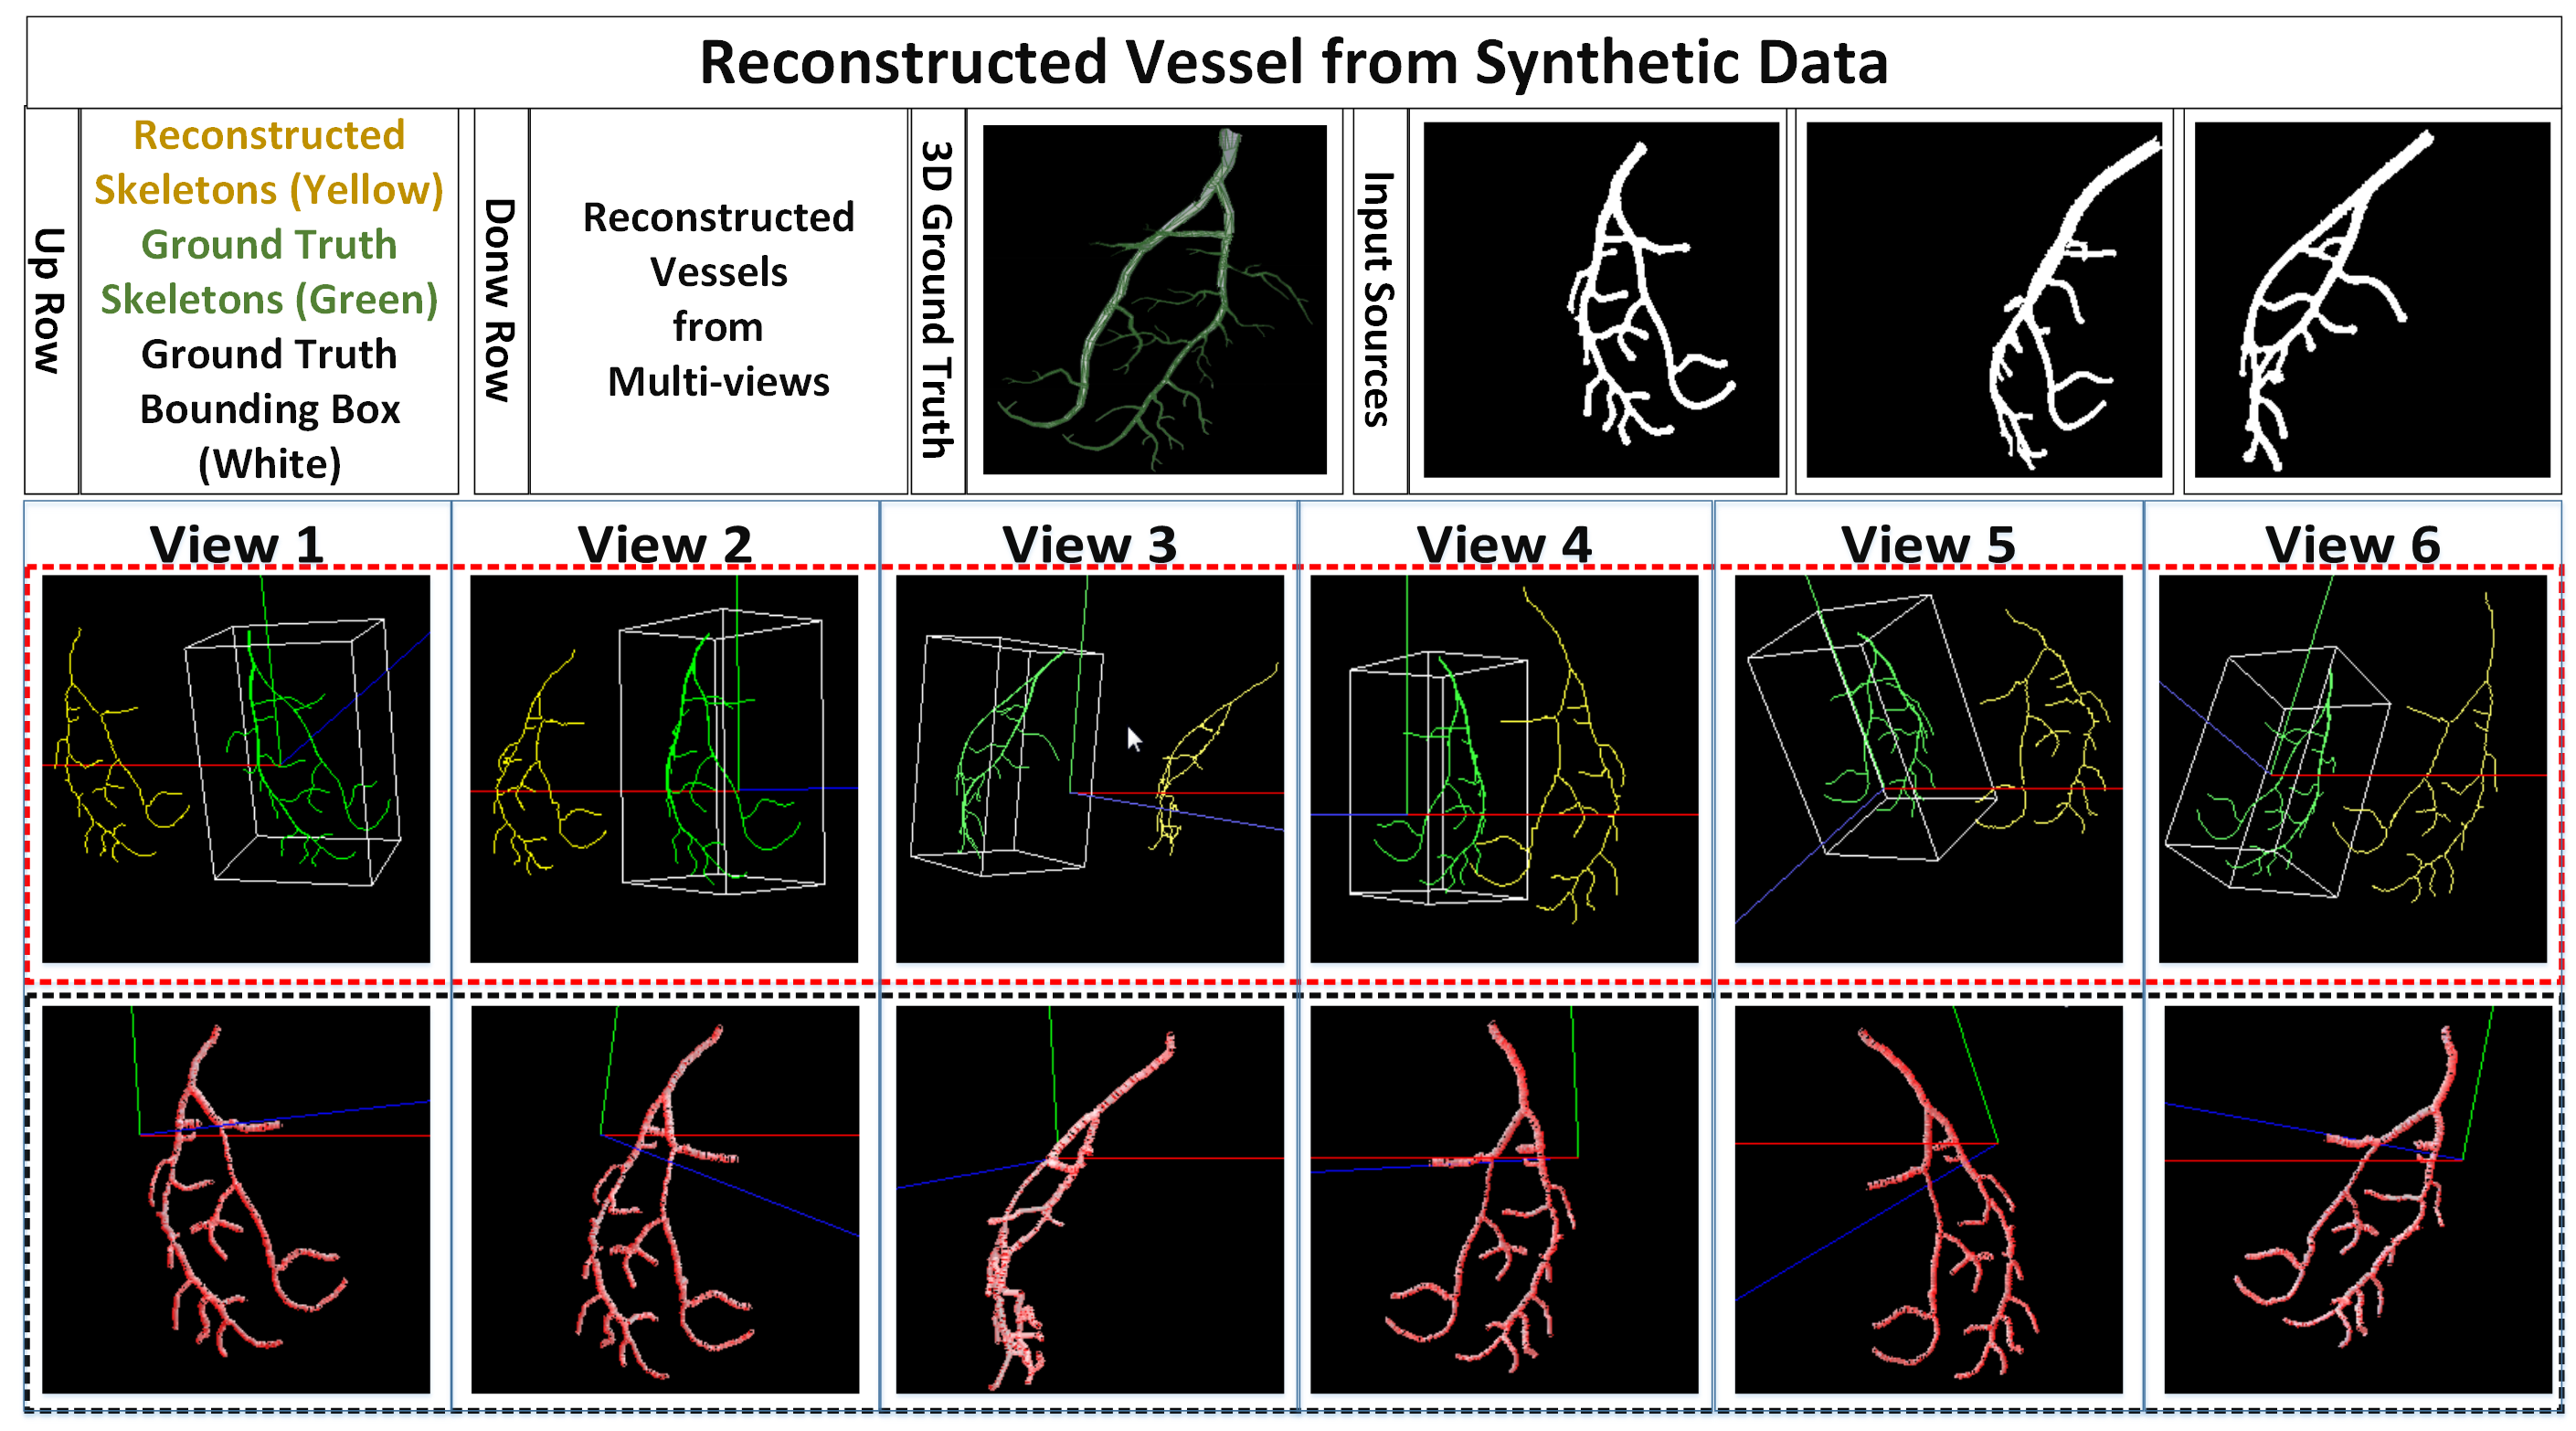 Reconstructed Vessel from Synthetic Data
Up Row
Reconstructed
Skeletons (Yellow)
Ground Truth
Skeletons (Green)
Ground Truth
Bounding Box
(White)
Donw Row
Reconstructed
Vessels
from
Multi-views
3D Ground Truth
Input Sources
View 1
View 2
View 3
View 4
View 5
View 6